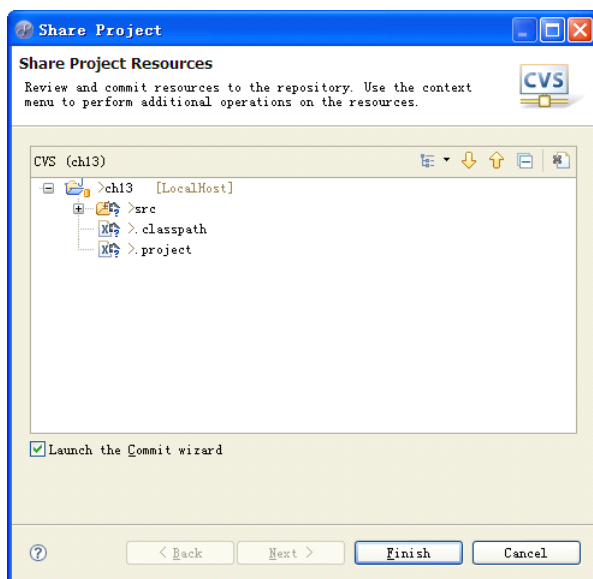 Share Project
Share Project Resources
Review and commit resources to the repository. Use the context
menu to perform additional operations on the resources.
CVS
CVS (ch13)
>ch13 [LocalHost]
>src
>.classpath
>.project
Launch the Commit wizard
< Back Next > Finish Cancel